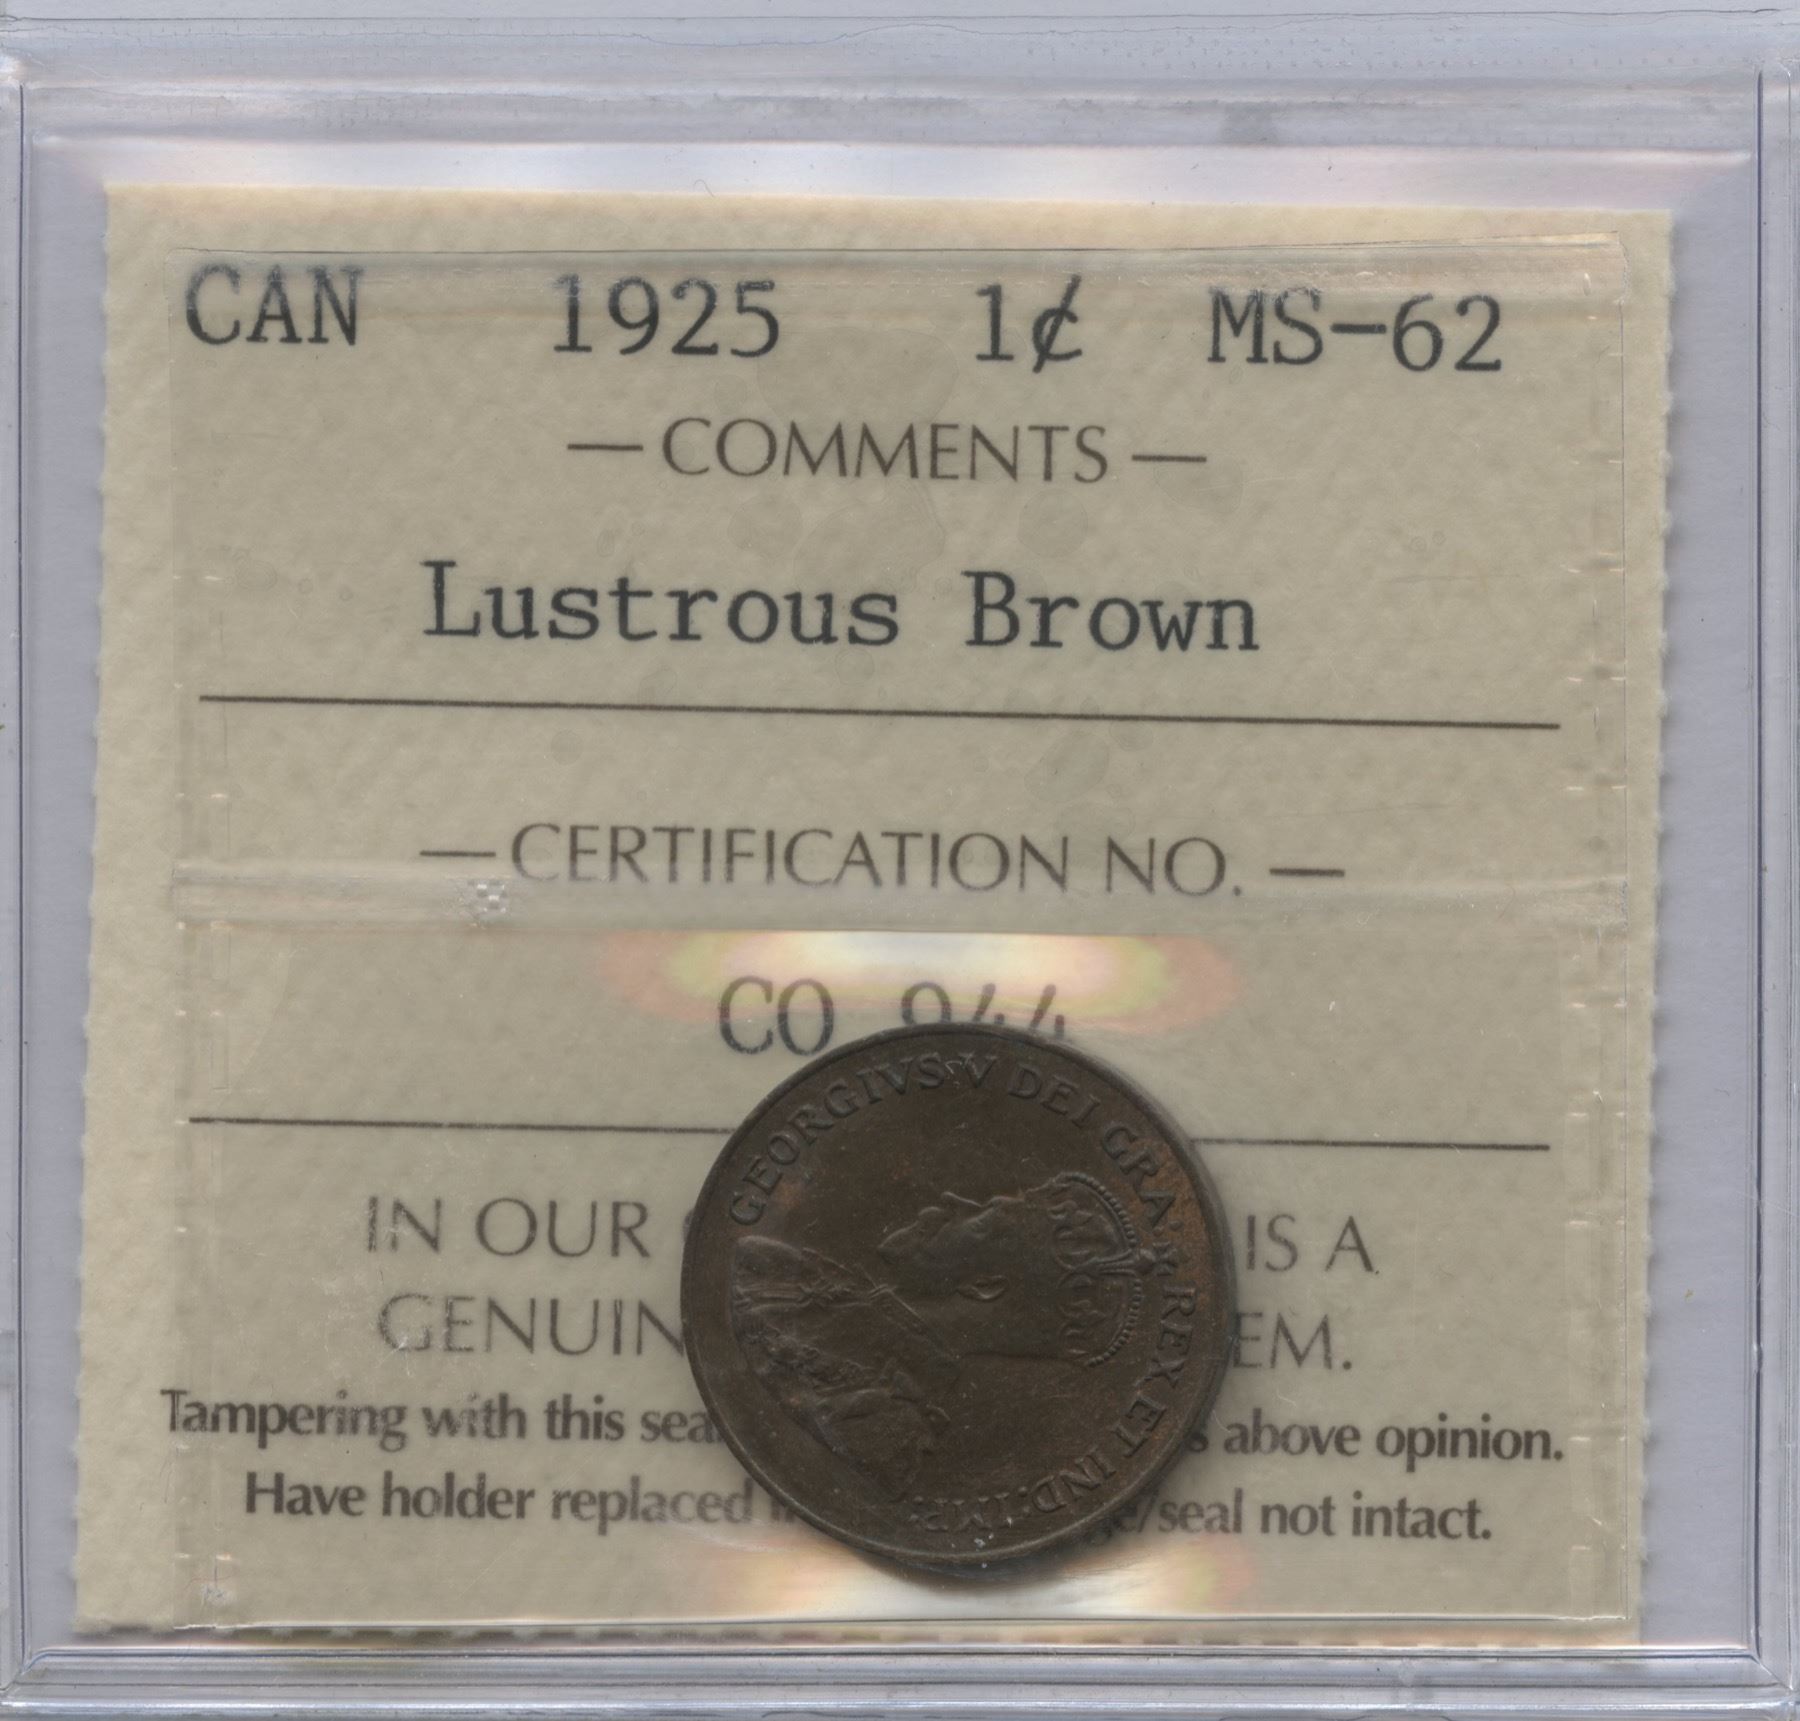 CAN 1925 1¢ MS-62
— COMMENTS —
Lustrous Brown
— CERTIFICATION NO. —
CO 944
IN OUR IS A
GENUIN EM.
Tampering with this sea s above opinion.
Have holder replaced i e/seal not intact.
GEORGIVS V DEI GRA: REX ET IND: IMP: